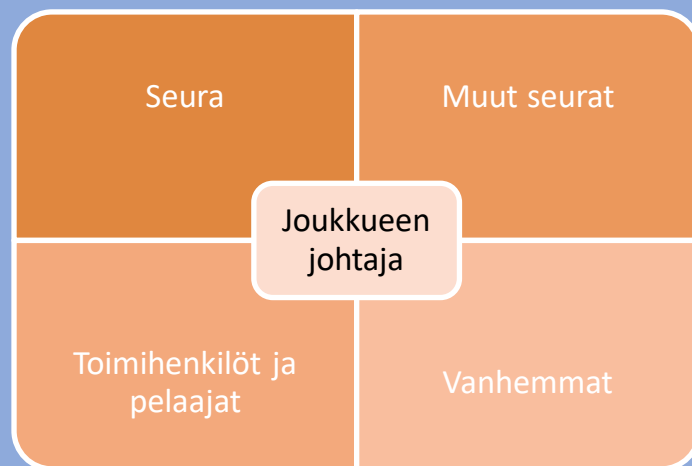 Seura
Muut seurat
Joukkueen
johtaja
Toimihenkilöt ja
pelaajat
Vanhemmat